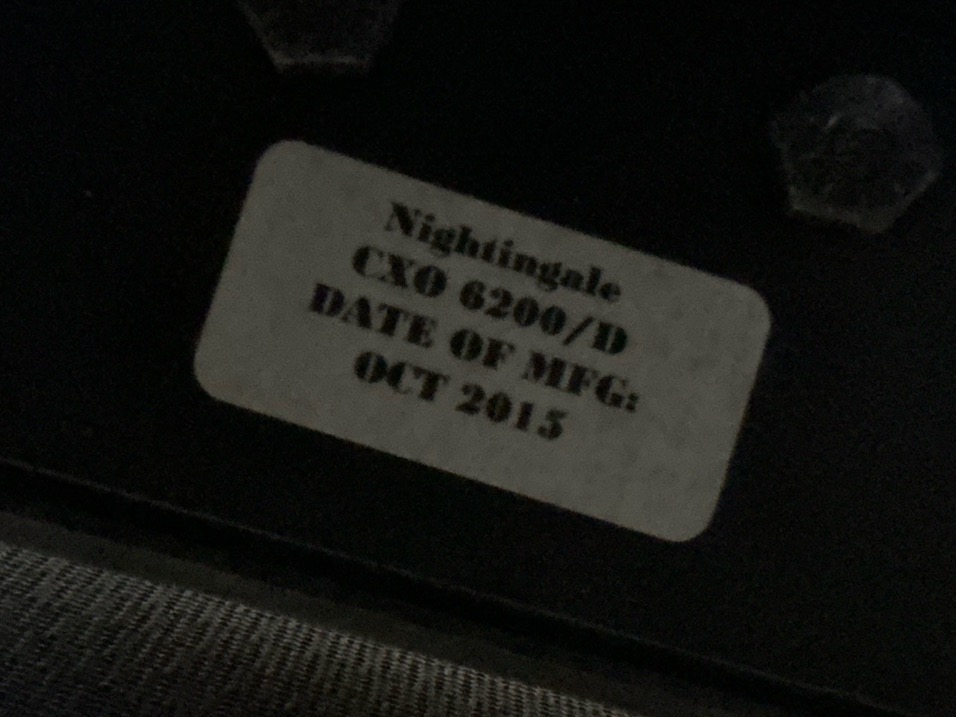 Nightingale
CXO 6200/D
DATE OF MFG:
OCT 2015